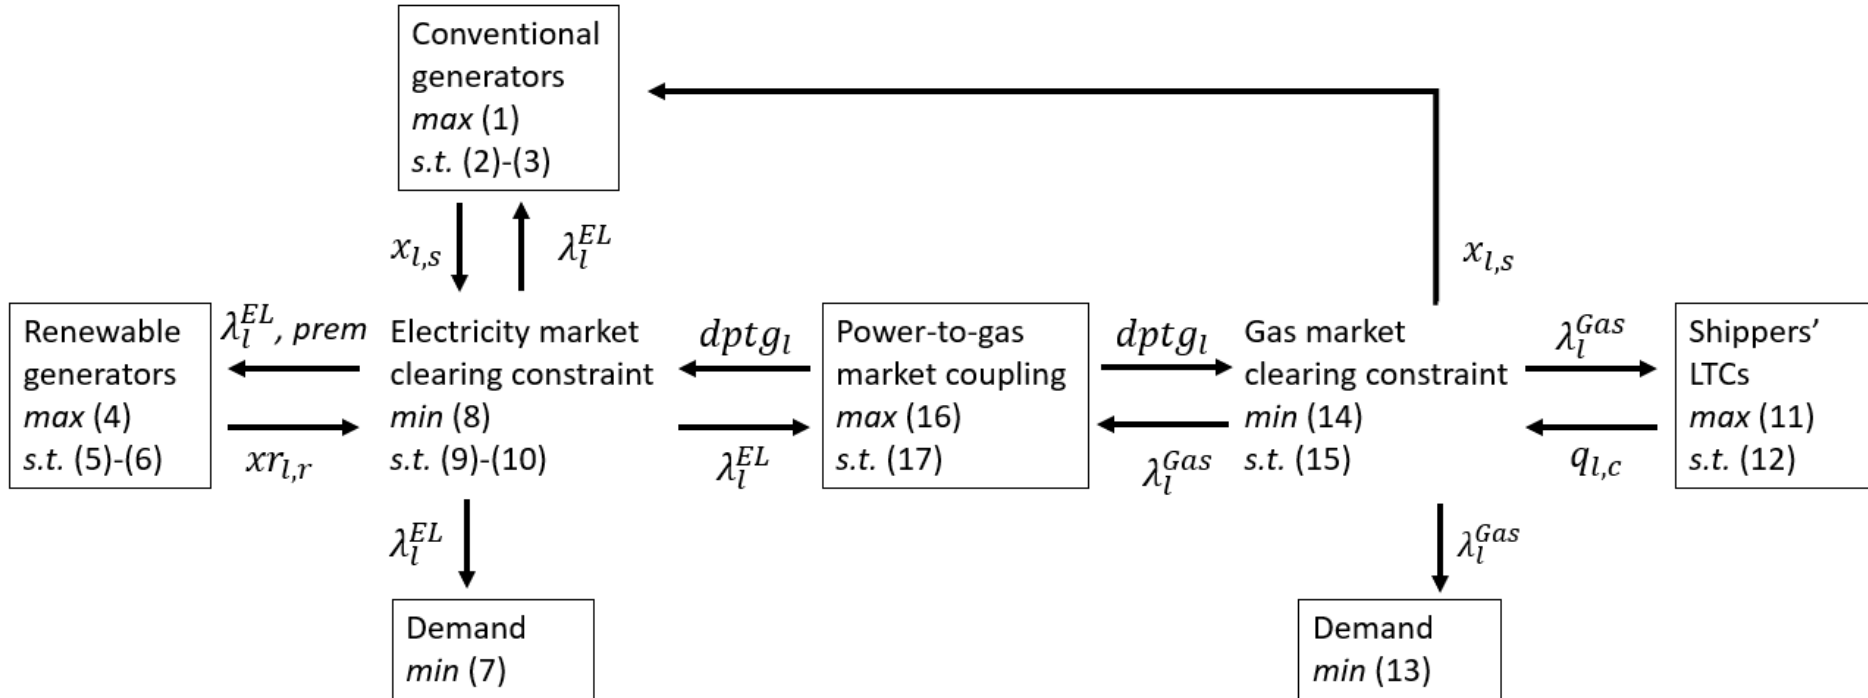 Conventional
generators
max (1)
s.t. (2)-(3)
x_{l,s}
λ_l^{EL}
x_{l,s}
Renewable
generators
max (4)
s.t. (5)-(6)
λ_l^{EL}, prem
xr_{l,r}
Electricity market
clearing constraint
min (8)
s.t. (9)-(10)
dptg_l
λ_l^{EL}
Power-to-gas
market coupling
max (16)
s.t. (17)
dptg_l
λ_l^{Gas}
Gas market
clearing constraint
min (14)
s.t. (15)
λ_l^{Gas}
q_{l,c}
Shippers’
LTCs
max (11)
s.t. (12)
λ_l^{EL}
λ_l^{Gas}
Demand
min (7)
Demand
min (13)